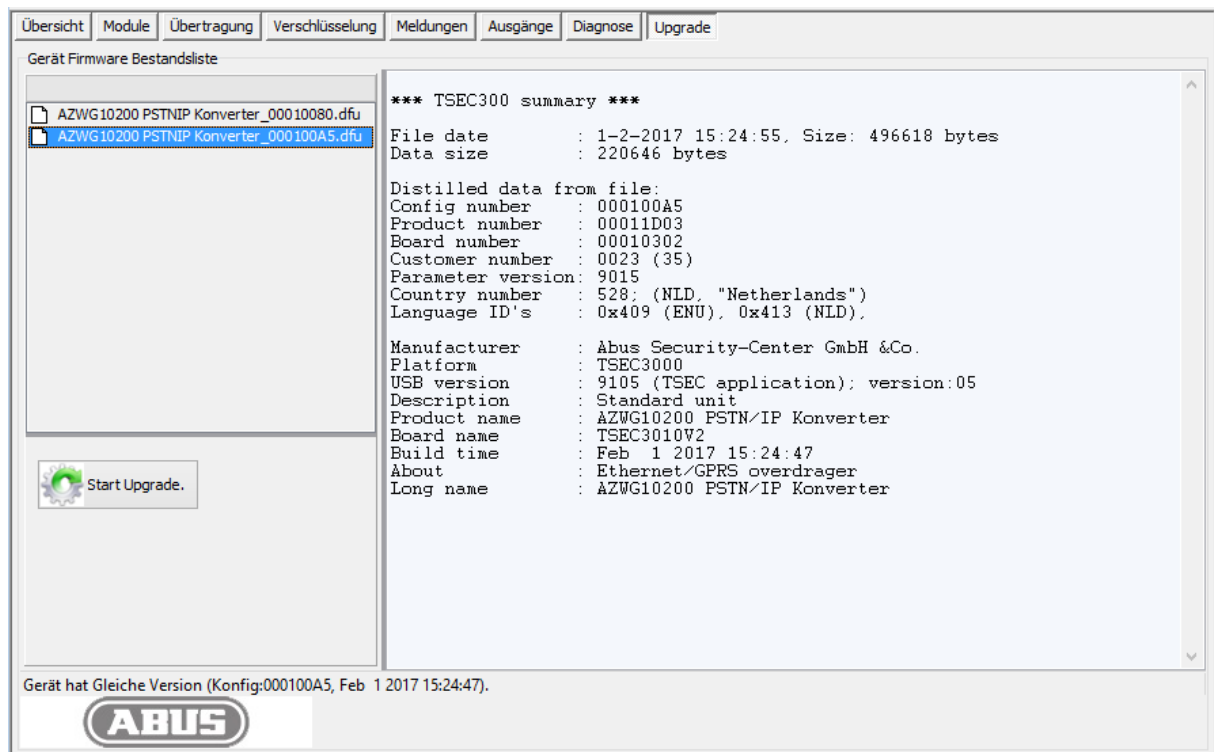 Übersicht Module Übertragung Verschlüsselung Meldungen Ausgänge Diagnose Upgrade
Gerät Firmware Bestandsliste
AZWG10200 PSTNIP Konverter_00010080.dfu
AZWG10200 PSTNIP Konverter_000100A5.dfu
*** TSEC300 summary ***
File date : 1-2-2017 15:24:55, Size: 496618 bytes
Data size : 220646 bytes
Distilled data from file:
Config number : 000100A5
Product number : 00011D03
Board number : 00010302
Customer number : 0023 (35)
Parameter version: 9015
Country number : 528; (NLD, "Netherlands")
Language ID's : 0x409 (ENU), 0x413 (NLD),
Manufacturer : Abus Security-Center GmbH &Co.
Platform : TSEC3000
USB version : 9105 (TSEC application); version:05
Description : Standard unit
Product name : AZWG10200 PSTN/IP Konverter
Board name : TSEC3010V2
Build time : Feb 1 2017 15:24:47
About : Ethernet/GPRS overdrager
Long name : AZWG10200 PSTN/IP Konverter
Start Upgrade.
Gerät hat Gleiche Version (Konfig:000100A5, Feb 1 2017 15:24:47).
ABUS